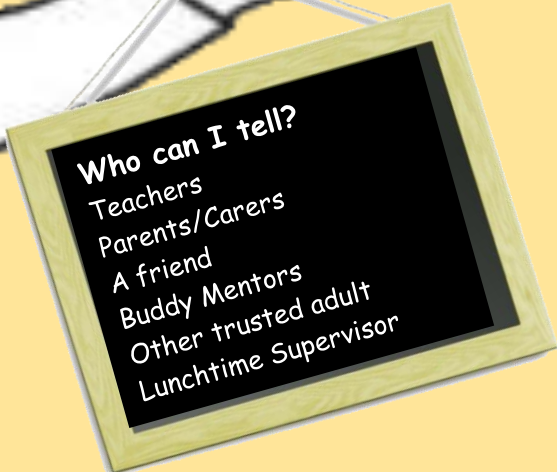 Who can I tell?
Teachers
Parents/Carers
A friend
Buddy Mentors
Other trusted adult
Lunchtime Supervisor